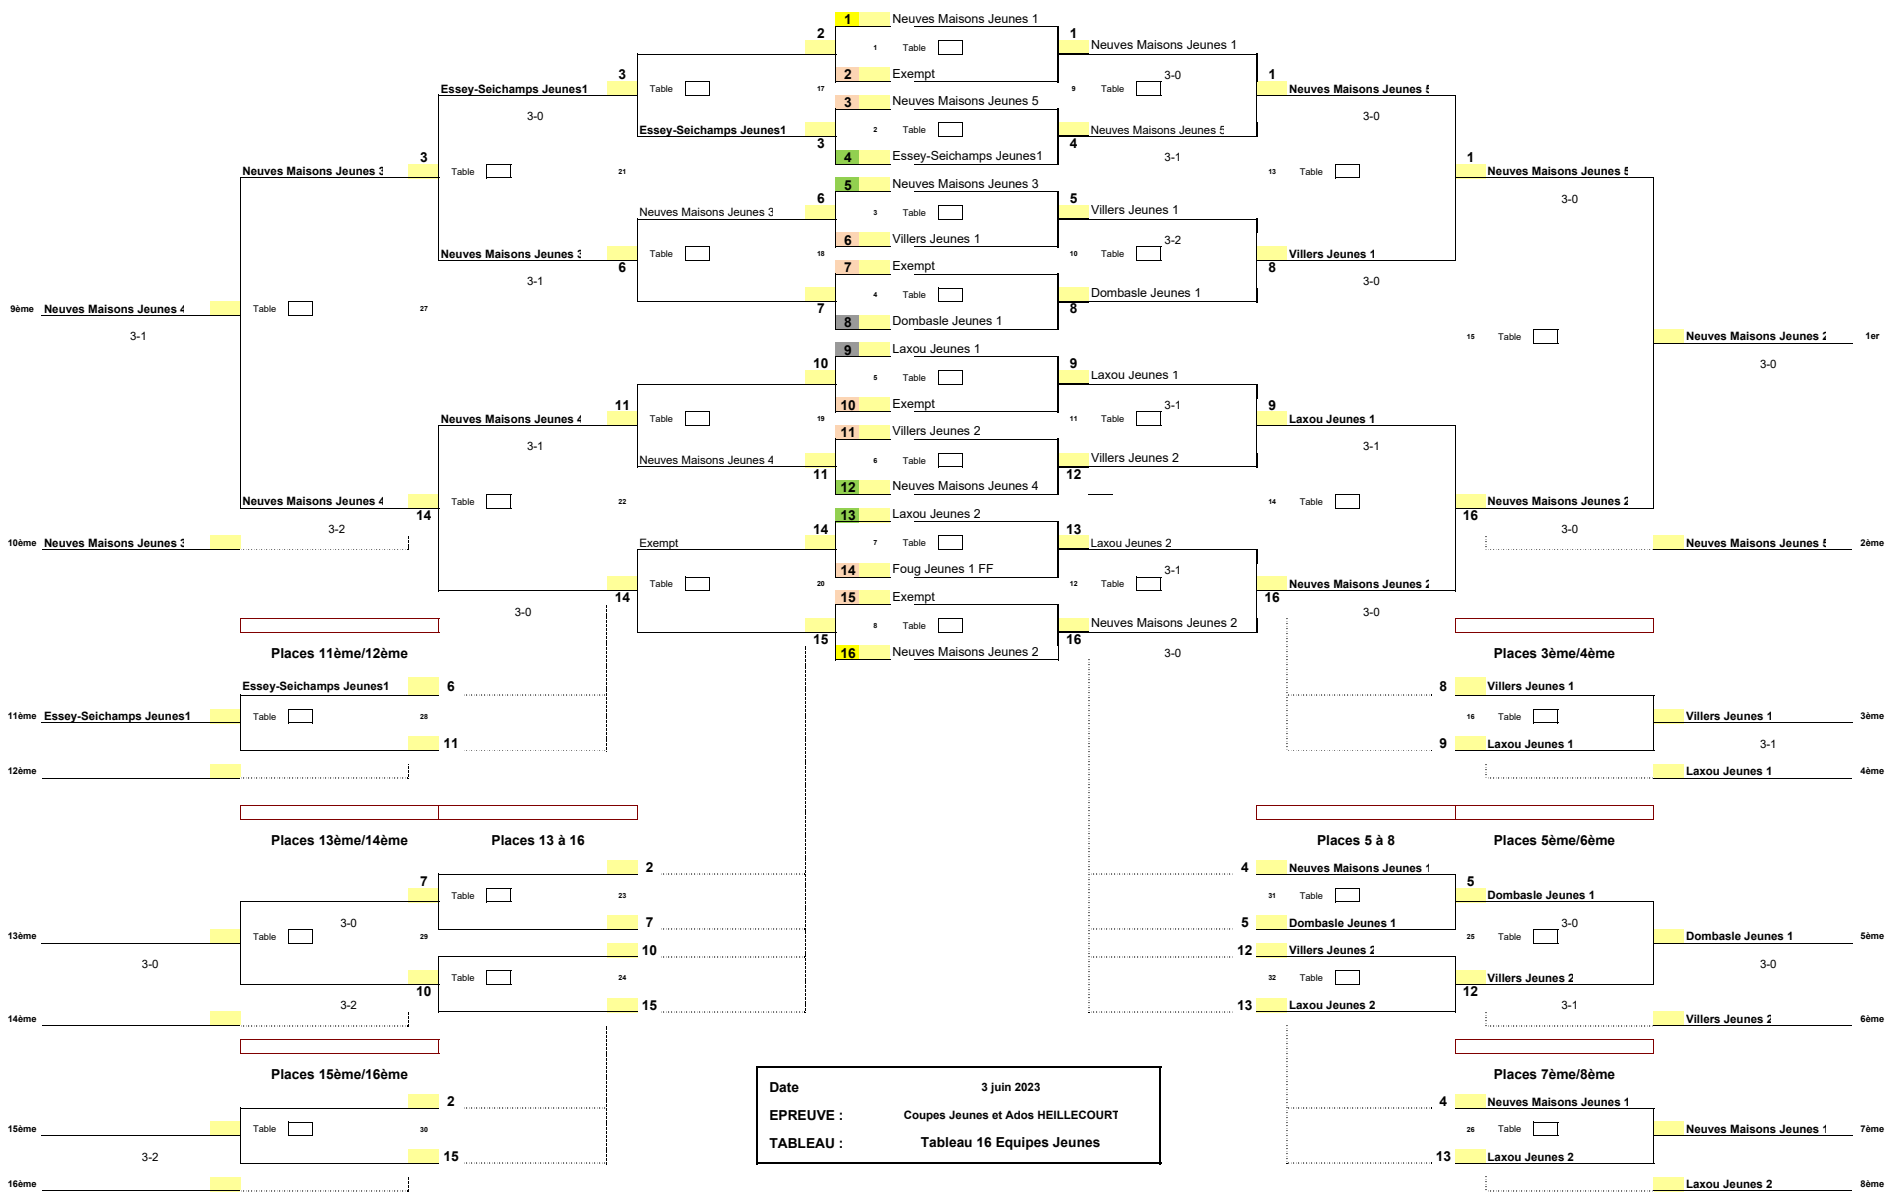 1 Neuves Maisons Jeunes 1
2 1 Table 1 Neuves Maisons Jeunes 1
3 2 Exempt 3-0 1
Essey-Seichamps Jeunes1 Table 17 9 Table Neuves Maisons Jeunes 5
3 Neuves Maisons Jeunes 5
3-0 3-0
Essey-Seichamps Jeunes1 2 Table Neuves Maisons Jeunes 5
3 4
3 4 Essey-Seichamps Jeunes1 3-1 1
Neuves Maisons Jeunes 3 Table 21 13 Table Neuves Maisons Jeunes 5
5 Neuves Maisons Jeunes 3
6 5 3-0
Neuves Maisons Jeunes 3 3 Table Villers Jeunes 1
6 Villers Jeunes 1 3-2
Neuves Maisons Jeunes 3 Table 18 10 Table Villers Jeunes 1
6 7 Exempt 8
3-1 3-0
4 Table Dombasle Jeunes 1
9ème Neuves Maisons Jeunes 4 Table 27 7 8
8 Dombasle Jeunes 1
3-1 15 Table Neuves Maisons Jeunes 2 1er
9 Laxou Jeunes 1
10 9 3-0
5 Table Laxou Jeunes 1
11 10 Exempt 3-1 9
Neuves Maisons Jeunes 4 Table 19 11 Table Laxou Jeunes 1
11 Villers Jeunes 2
3-1 3-1
Neuves Maisons Jeunes 4 6 Table Villers Jeunes 2
11 12
12 Neuves Maisons Jeunes 4
Neuves Maisons Jeunes 4 Table 22 14 Table Neuves Maisons Jeunes 2
14 13 Laxou Jeunes 2 16
3-2 14 13 3-0
10ème Neuves Maisons Jeunes 3 Exempt 7 Table Laxou Jeunes 2 Neuves Maisons Jeunes 5 2ème
14 Foug Jeunes 1 FF 3-1
Table 20 12 Table Neuves Maisons Jeunes 2
14 15 Exempt 16
3-0 3-0
8 Table Neuves Maisons Jeunes 2
15 16
Places 11ème/12ème 16 Neuves Maisons Jeunes 2 3-0 Places 3ème/4ème
Essey-Seichamps Jeunes1 6 8 Villers Jeunes 1
11ème Essey-Seichamps Jeunes1 Table 28 16 Table Villers Jeunes 1 3ème
11 9 Laxou Jeunes 1 3-1
12ème Laxou Jeunes 1 4ème
Places 13ème/14ème Places 13 à 16 Places 5 à 8 Places 5ème/6ème
2 4 Neuves Maisons Jeunes 1
7 5
Table 23 31 Table Dombasle Jeunes 1
3-0 7 5 Dombasle Jeunes 1 3-0
13ème Table 29 25 Table Dombasle Jeunes 1 5ème
10 12 Villers Jeunes 2
3-0 3-0
Table 24 32 Table Villers Jeunes 2
10 12
3-2 15 13 Laxou Jeunes 2 3-1
14ème Villers Jeunes 2 6ème
Places 15ème/16ème Places 7ème/8ème
Date 3 juin 2023
2 4 Neuves Maisons Jeunes 1
EPREUVE : Coupes Jeunes et Ados HEILLECOURT
15ème Table 30 26 Table Neuves Maisons Jeunes 1 7ème
TABLEAU : Tableau 16 Equipes Jeunes
3-2 15 13 Laxou Jeunes 2
16ème Laxou Jeunes 2 8ème